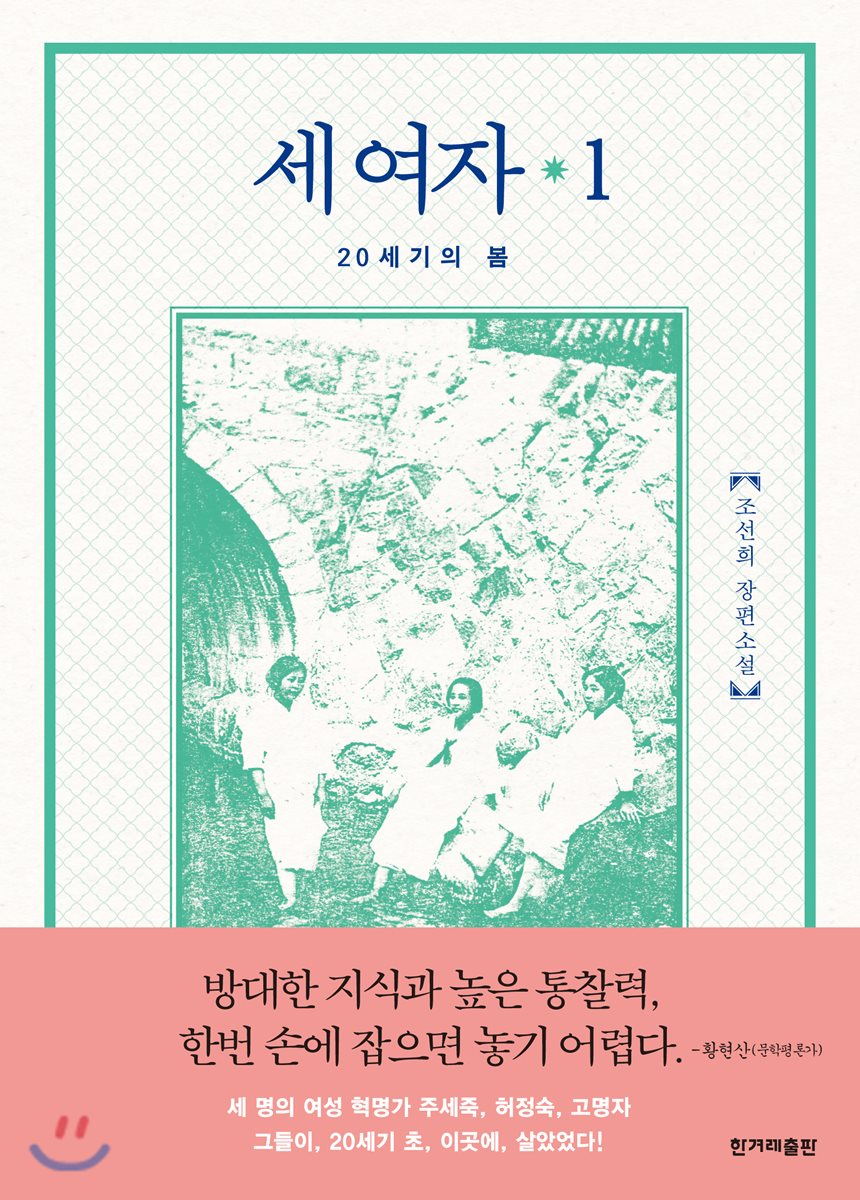 세 여자 1
20세기의 봄
조선희 장편소설
방대한 지식과 높은 통찰력,
한번 손에 잡으면 놓기 어렵다. -황현산(문학평론가)
세 명의 여성 혁명가 주세죽, 허정숙, 고명자
그들이, 20세기 초, 이곳에, 살았었다!
한겨레출판